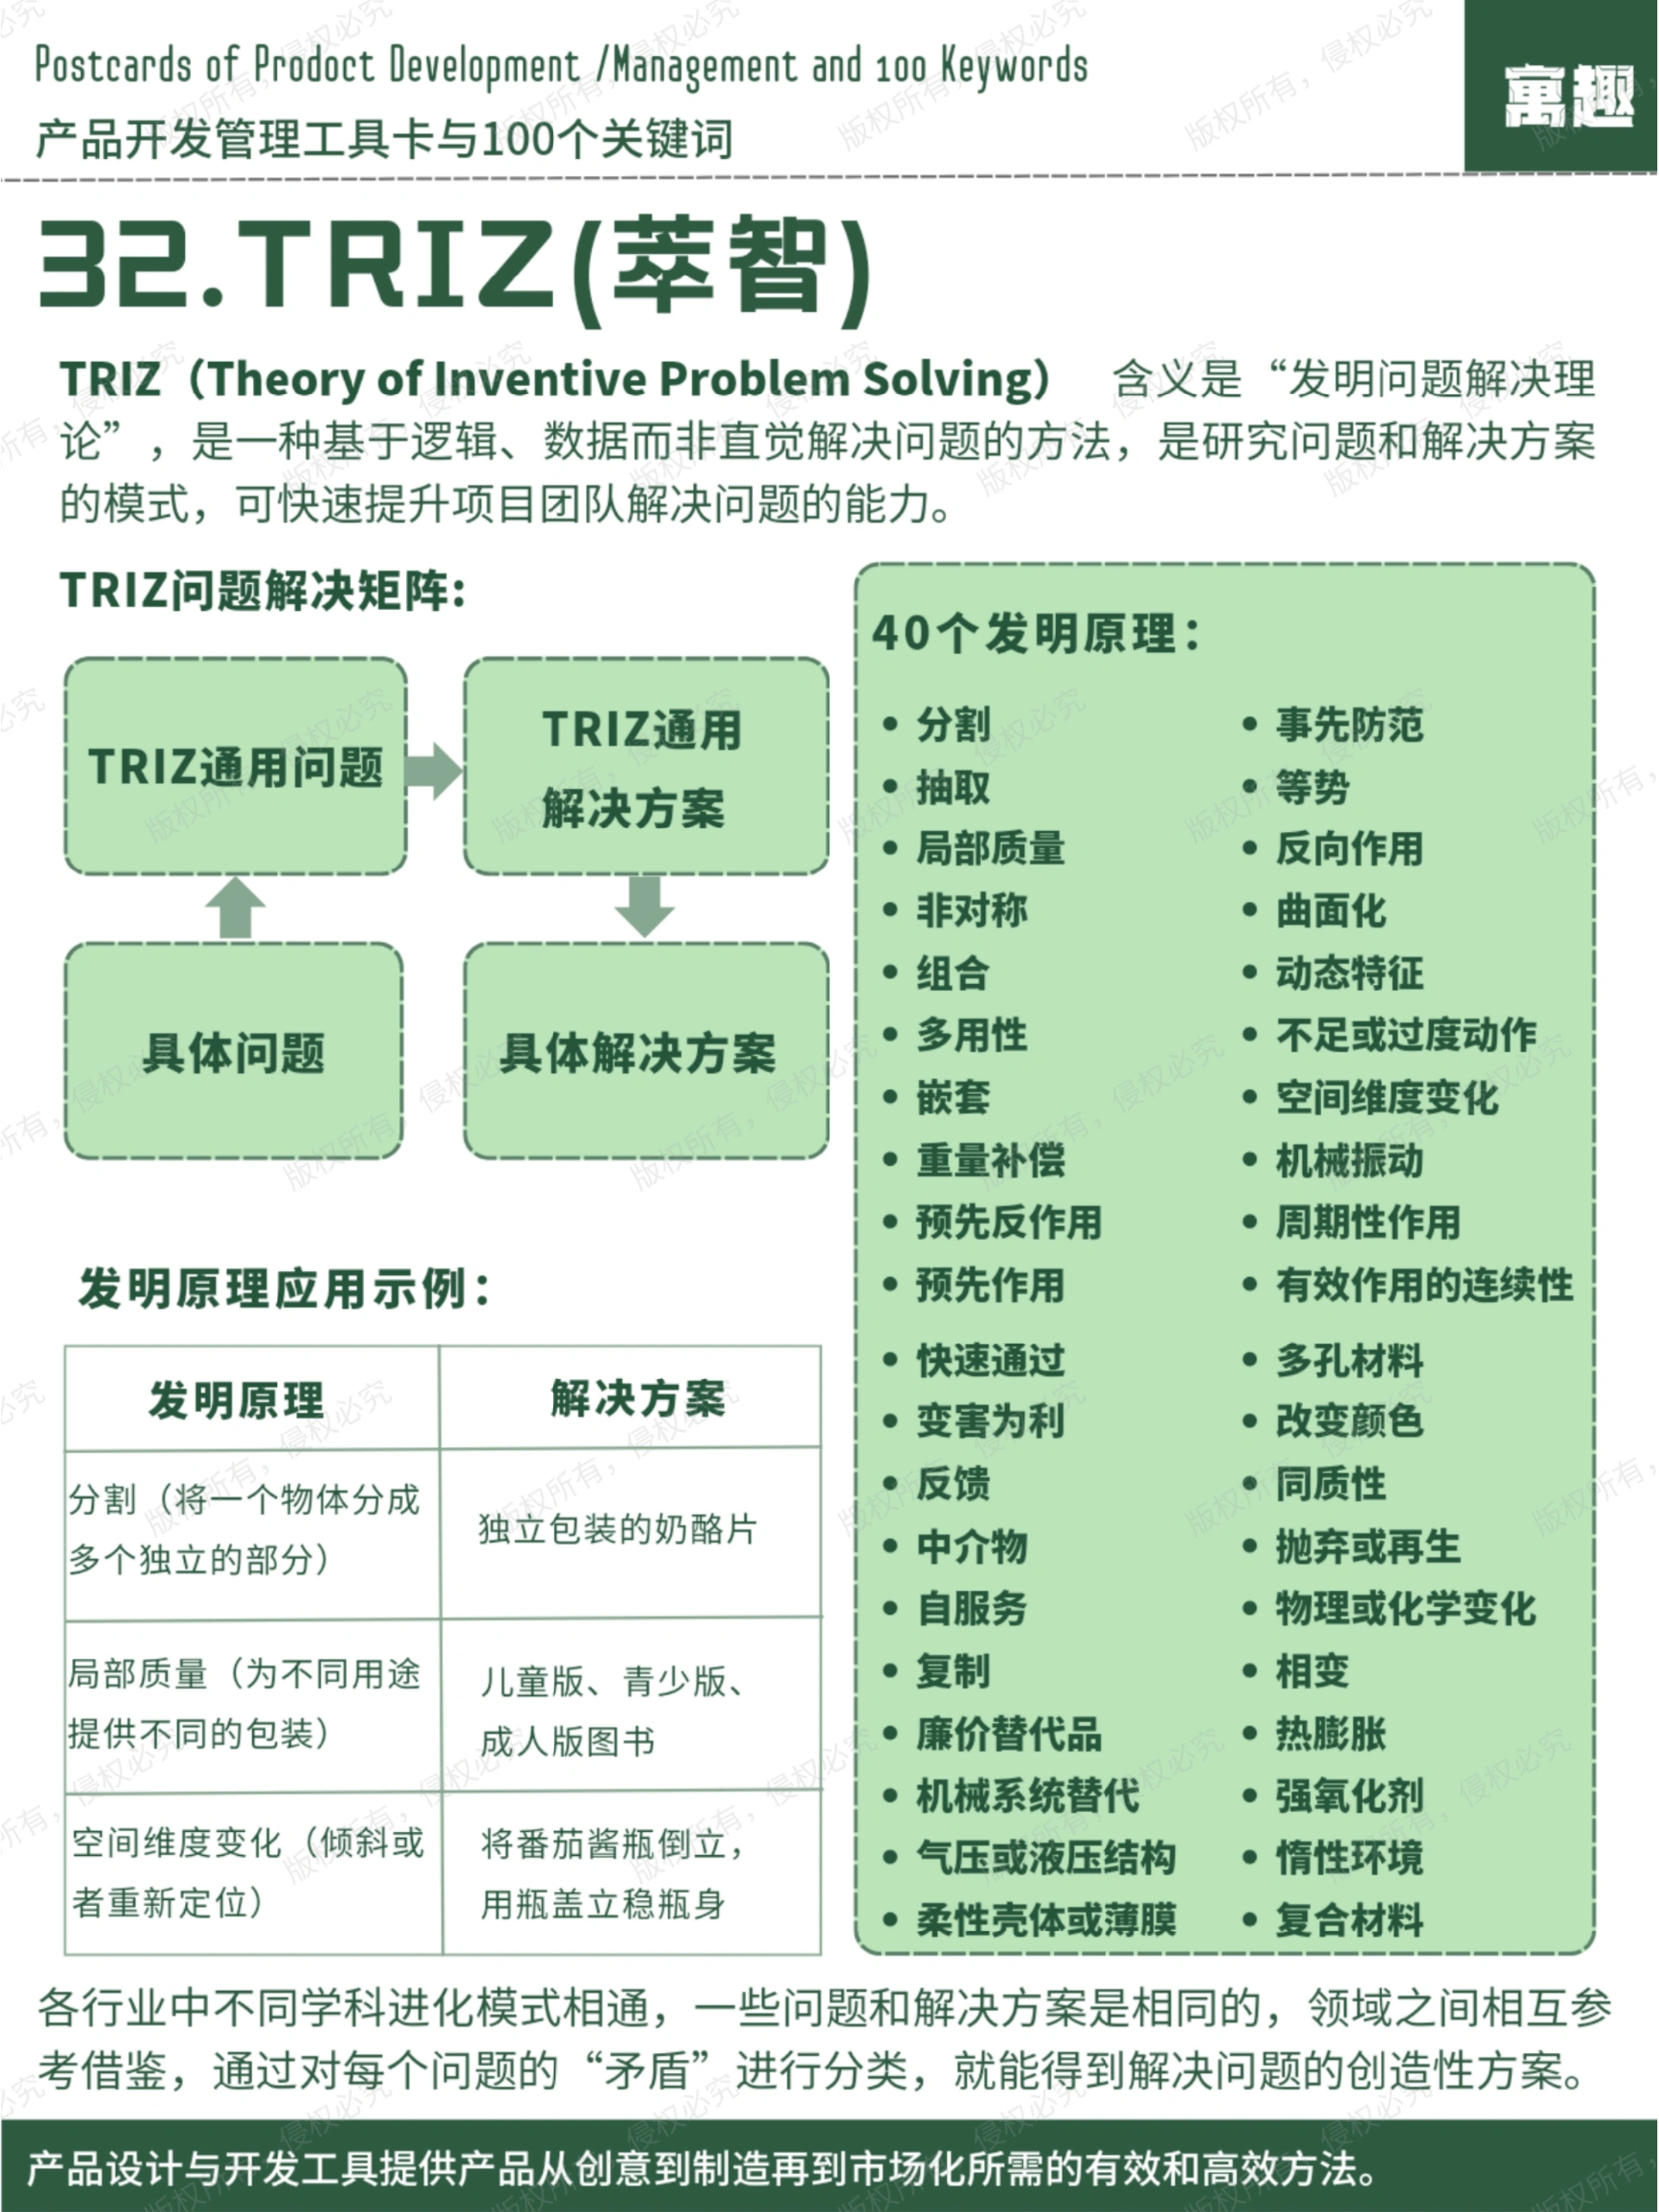 Postcards of Prodoct Development /Management and 100 Keywords
产品开发管理工具卡与100个关键词
寓趣
32.TRIZ(萃智)
TRIZ（Theory of Inventive Problem Solving） 含义是“发明问题解决理
论”，是一种基于逻辑、数据而非直觉解决问题的方法，是研究问题和解决方案
的模式，可快速提升项目团队解决问题的能力。
TRIZ问题解决矩阵:
TRIZ通用问题
TRIZ通用
解决方案
具体问题
具体解决方案
发明原理应用示例：
发明原理
解决方案
分割（将一个物体分成
多个独立的部分）
独立包装的奶酪片
局部质量（为不同用途
提供不同的包装）
儿童版、青少版、
成人版图书
空间维度变化（倾斜或
者重新定位）
将番茄酱瓶倒立，
用瓶盖立稳瓶身
40个发明原理：
• 分割
• 抽取
• 局部质量
• 非对称
• 组合
• 多用性
• 嵌套
• 重量补偿
• 预先反作用
• 预先作用
• 快速通过
• 变害为利
• 反馈
• 中介物
• 自服务
• 复制
• 廉价替代品
• 机械系统替代
• 气压或液压结构
• 柔性壳体或薄膜
• 事先防范
• 等势
• 反向作用
• 曲面化
• 动态特征
• 不足或过度动作
• 空间维度变化
• 机械振动
• 周期性作用
• 有效作用的连续性
• 多孔材料
• 改变颜色
• 同质性
• 抛弃或再生
• 物理或化学变化
• 相变
• 热膨胀
• 强氧化剂
• 惰性环境
• 复合材料
各行业中不同学科进化模式相通，一些问题和解决方案是相同的，领域之间相互参
考借鉴，通过对每个问题的“矛盾”进行分类，就能得到解决问题的创造性方案。
产品设计与开发工具提供产品从创意到制造再到市场化所需的有效和高效方法。
版权所有，侵权必究